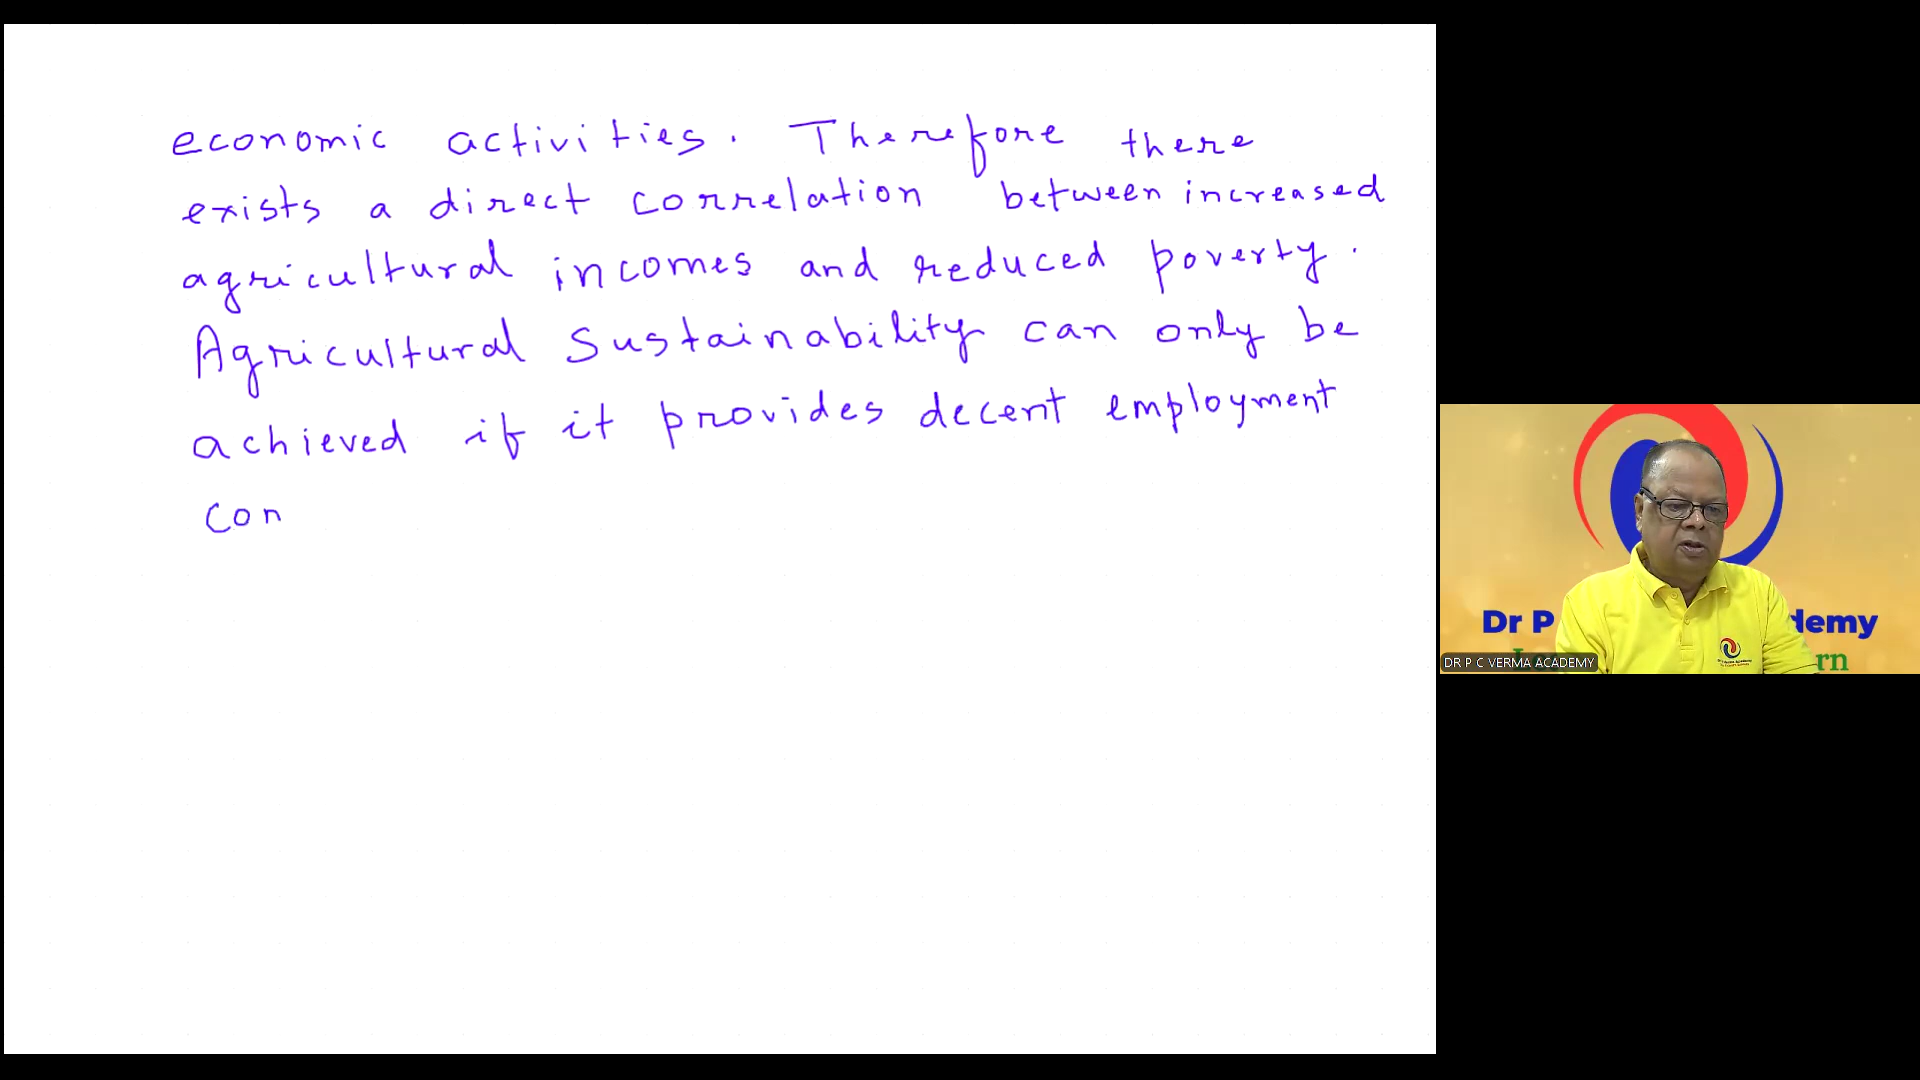 economic activities. Therefore there
exists a direct correlation between increased
agricultural incomes and reduced poverty.
Agricultural Sustainability can only be
achieved if it provides decent employment
con
Dr P demy
DR P C VERMA ACADEMY
rn